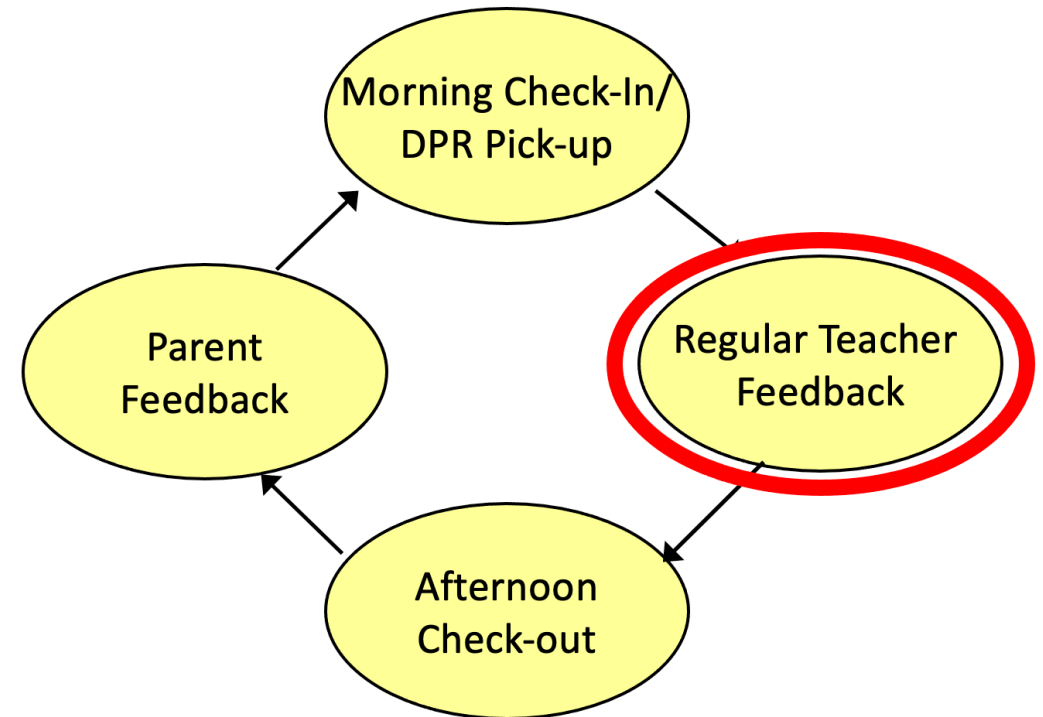 Morning Check-In/
DPR Pick-up
Regular Teacher
Feedback
Afternoon
Check-out
Parent
Feedback